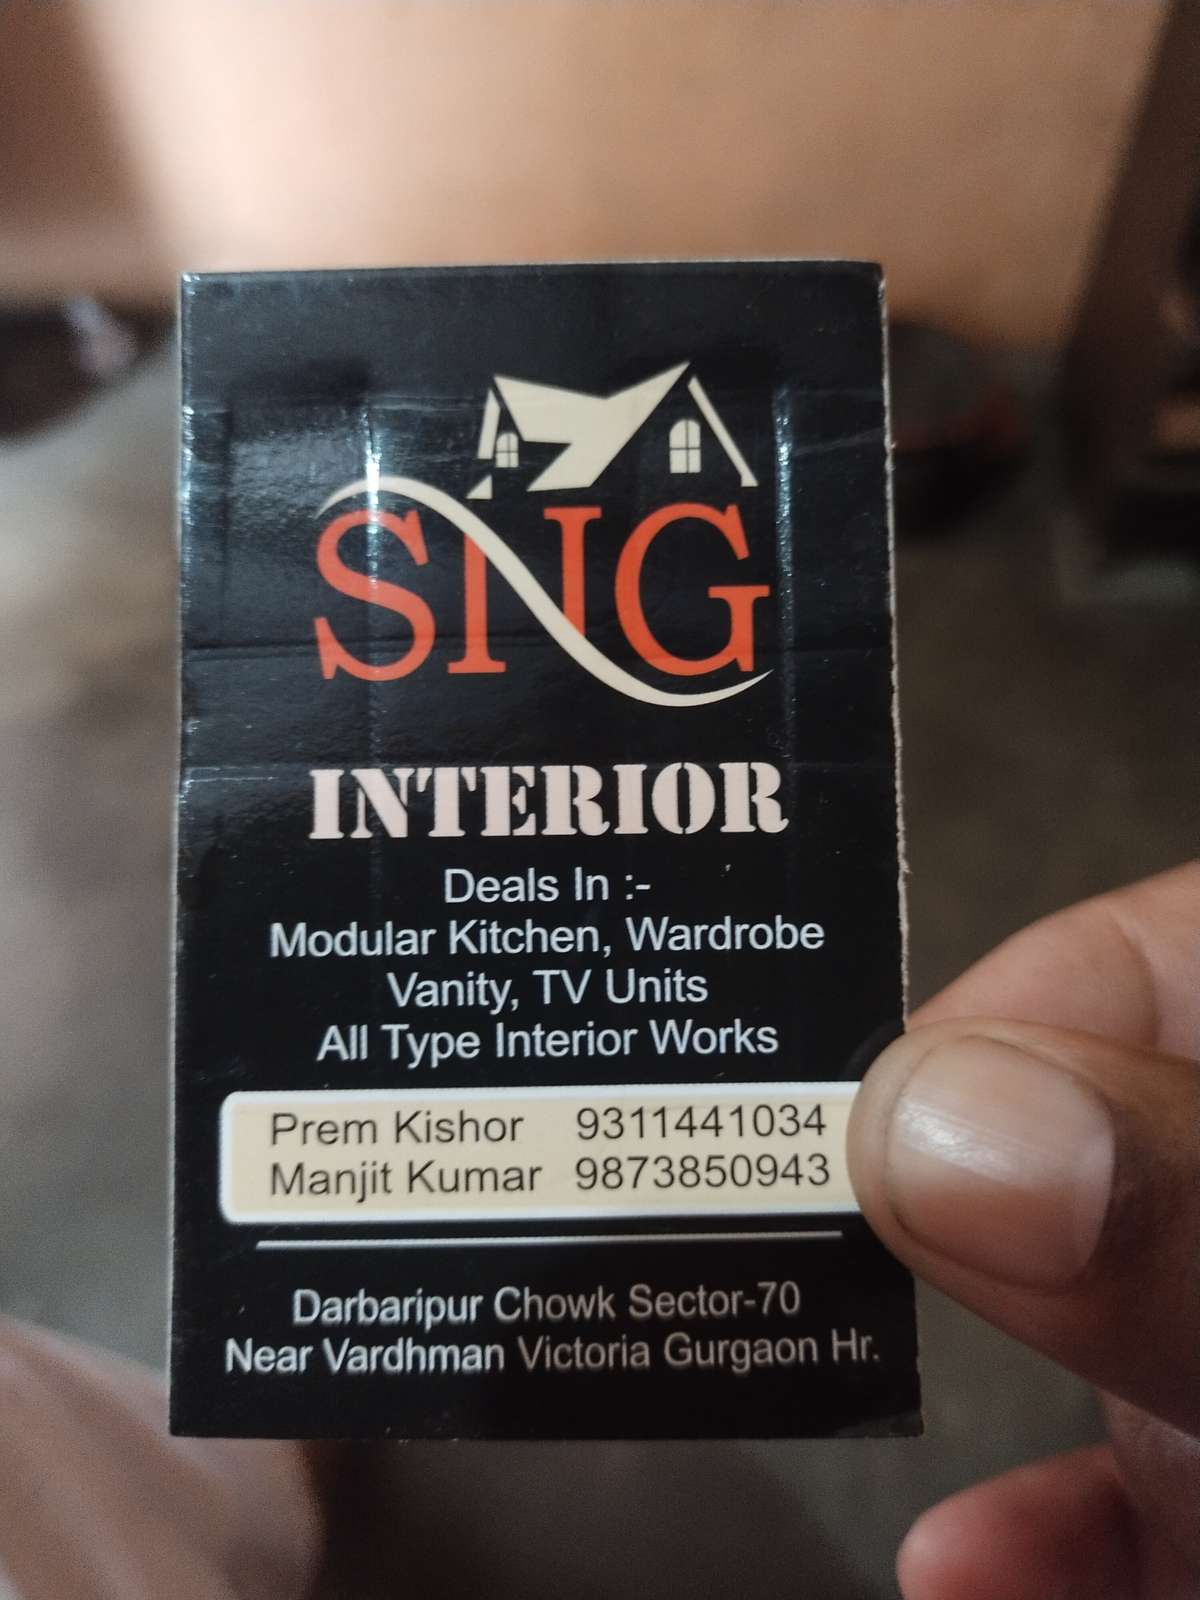 SNG
INTERIOR
Deals In :-
Modular Kitchen, Wardrobe
Vanity, TV Units
All Type Interior Works
Prem Kishor 9311441034
Manjit Kumar 9873850943
Darbaripur Chowk Sector-70
Near Vardhman Victoria Gurgaon Hr.